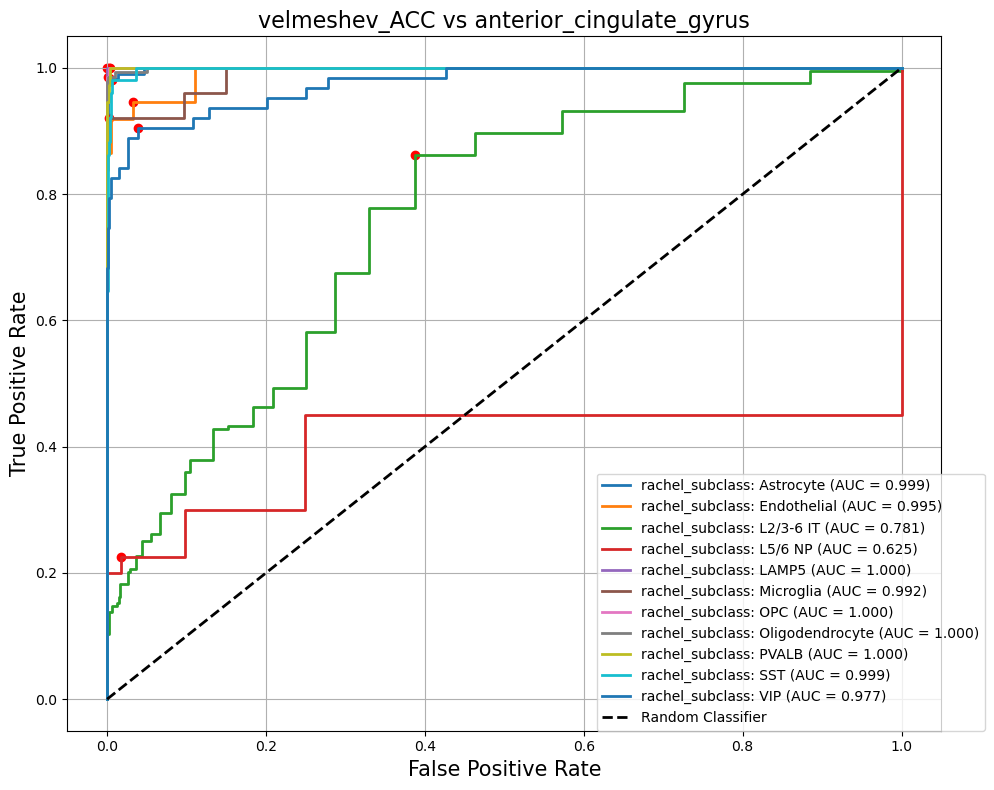 velmeshev_ACC vs anterior_cingulate_gyrus
True Positive Rate
1.0
0.8
0.6
0.4
0.2
0.0
0.0
0.2
0.4
0.6
0.8
1.0
False Positive Rate
rachel_subclass: Astrocyte (AUC = 0.999)
rachel_subclass: Endothelial (AUC = 0.995)
rachel_subclass: L2/3-6 IT (AUC = 0.781)
rachel_subclass: L5/6 NP (AUC = 0.625)
rachel_subclass: LAMP5 (AUC = 1.000)
rachel_subclass: Microglia (AUC = 0.992)
rachel_subclass: OPC (AUC = 1.000)
rachel_subclass: Oligodendrocyte (AUC = 1.000)
rachel_subclass: PVALB (AUC = 1.000)
rachel_subclass: SST (AUC = 0.999)
rachel_subclass: VIP (AUC = 0.977)
Random Classifier